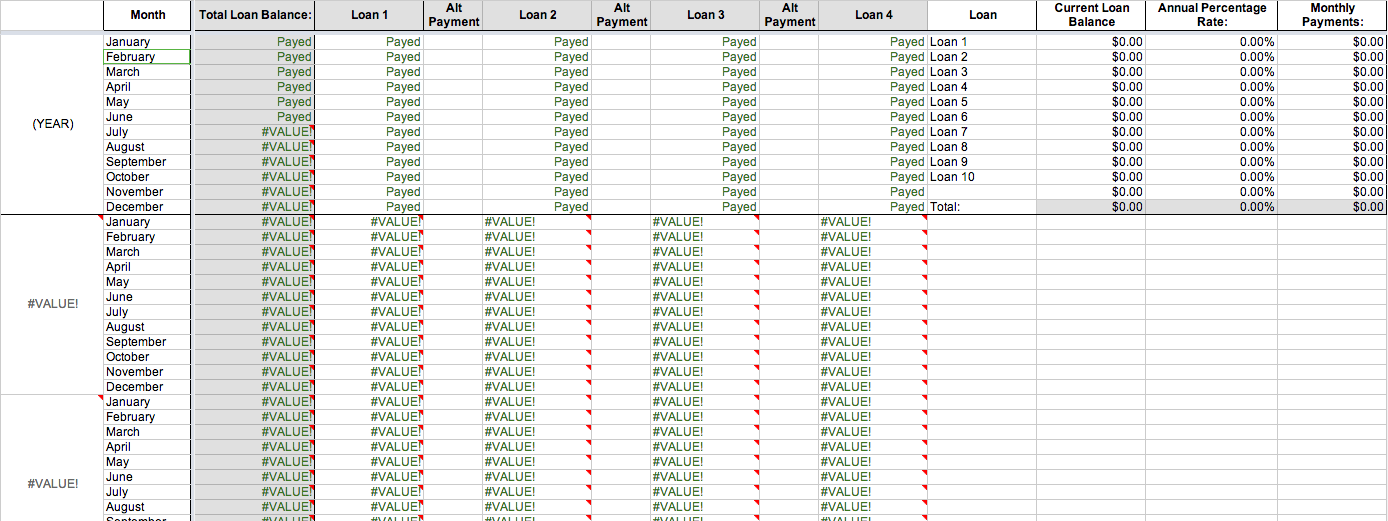 Month Total Loan Balance: Loan 1 Alt Payment Loan 2 Alt Payment Loan 3 Alt Payment Loan 4 Loan Current Loan Balance Annual Percentage Rate: Monthly Payments:
January Payed Payed Payed Payed Payed Loan 1 $0.00 0.00% $0.00
February Payed Payed Payed Payed Payed Loan 2 $0.00 0.00% $0.00
March Payed Payed Payed Payed Payed Loan 3 $0.00 0.00% $0.00
April Payed Payed Payed Payed Payed Loan 4 $0.00 0.00% $0.00
May Payed Payed Payed Payed Payed Loan 5 $0.00 0.00% $0.00
June Payed Payed Payed Payed Payed Loan 6 $0.00 0.00% $0.00
(YEAR)
July #VALUE! Payed Payed Payed Payed Loan 7 $0.00 0.00% $0.00
August #VALUE! Payed Payed Payed Payed Loan 8 $0.00 0.00% $0.00
September #VALUE! Payed Payed Payed Payed Loan 9 $0.00 0.00% $0.00
October #VALUE! Payed Payed Payed Payed Loan 10 $0.00 0.00% $0.00
November #VALUE! Payed Payed Payed Payed $0.00 0.00% $0.00
December #VALUE! Payed Payed Payed Payed Total: $0.00 0.00% $0.00
January #VALUE! #VALUE! #VALUE! #VALUE! #VALUE!
February #VALUE! #VALUE! #VALUE! #VALUE! #VALUE!
March #VALUE! #VALUE! #VALUE! #VALUE! #VALUE!
April #VALUE! #VALUE! #VALUE! #VALUE! #VALUE!
May #VALUE! #VALUE! #VALUE! #VALUE! #VALUE!
June #VALUE! #VALUE! #VALUE! #VALUE! #VALUE!
#VALUE!
July #VALUE! #VALUE! #VALUE! #VALUE! #VALUE!
August #VALUE! #VALUE! #VALUE! #VALUE! #VALUE!
September #VALUE! #VALUE! #VALUE! #VALUE! #VALUE!
October #VALUE! #VALUE! #VALUE! #VALUE! #VALUE!
November #VALUE! #VALUE! #VALUE! #VALUE! #VALUE!
December #VALUE! #VALUE! #VALUE! #VALUE! #VALUE!
January #VALUE! #VALUE! #VALUE! #VALUE! #VALUE!
February #VALUE! #VALUE! #VALUE! #VALUE! #VALUE!
March #VALUE! #VALUE! #VALUE! #VALUE! #VALUE!
April #VALUE! #VALUE! #VALUE! #VALUE! #VALUE!
May #VALUE! #VALUE! #VALUE! #VALUE! #VALUE!
June #VALUE! #VALUE! #VALUE! #VALUE! #VALUE!
#VALUE!
July #VALUE! #VALUE! #VALUE! #VALUE! #VALUE!
August #VALUE! #VALUE! #VALUE! #VALUE! #VALUE!